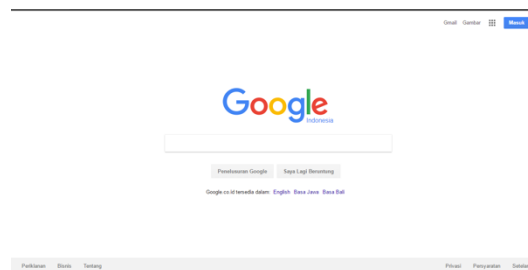 Gmail Gambar Masuk
Google
Indonesia
Penelusuran Google Saya Lagi Beruntung
Google.co.id tersedia dalam: English Basa Jawa Basa Bali
Periklanan Bisnis Tentang Privasi Persyaratan